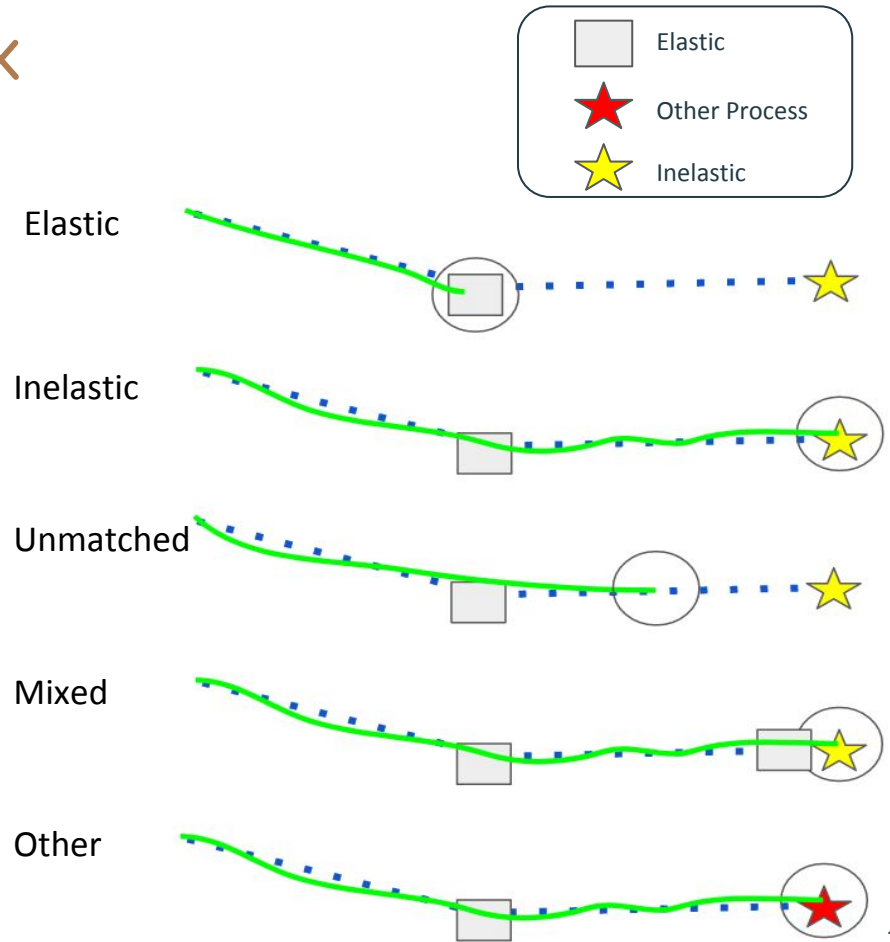 Elastic
Other Process
Inelastic
Elastic
Inelastic
Unmatched
Mixed
Other